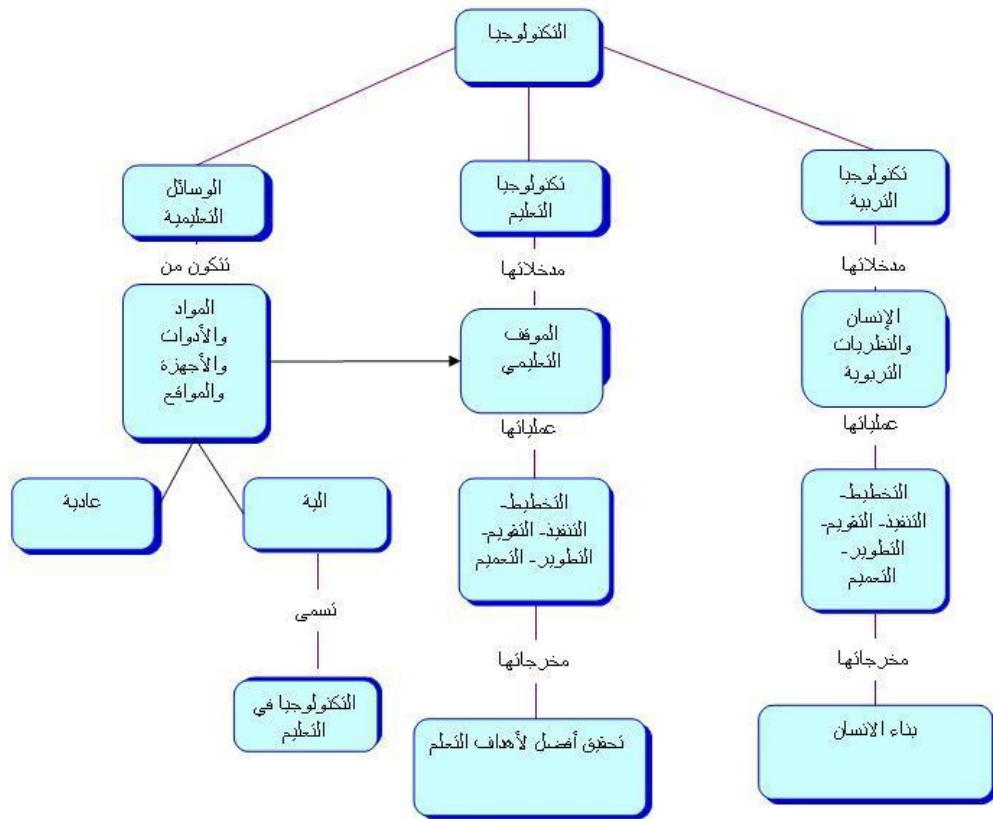 التكنولوجيا
تكنولوجيا
التربية
مدخلاتها
الإنسان
والنظريات
التربوية
عملياتها
التخطيط-
التنفيذ- التقويم-
التطوير-
التعميم
مخرجاتها
بناء الانسان
تكنولوجيا
التعليم
مدخلاتها
الموقف
التعليمي
عملياتها
التخطيط-
التنفيذ- التقويم-
التطوير- التعميم
مخرجاتها
تحقيق أفضل لأهداف التعلم
الوسائل
التعليمية
تتكون من
المواد
والأدوات
والأجهزة
والمواقع
الية
عادية
تسمى
التكنولوجيا في
التعليم